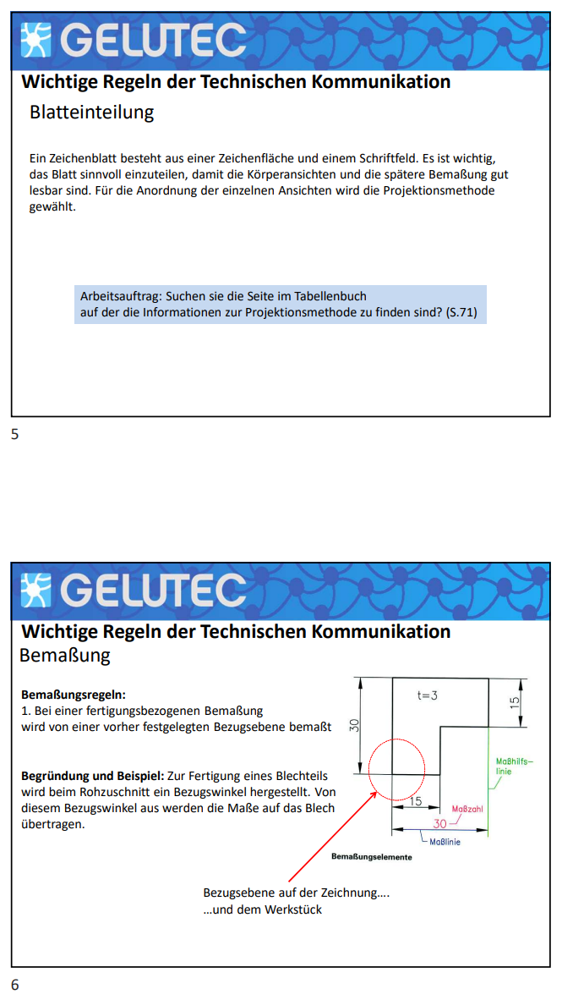 GELUTEC
Wichtige Regeln der Technischen Kommunikation
Blatteinteilung
Ein Zeichenblatt besteht aus einer Zeichenfläche und einem Schriftfeld. Es ist wichtig,
das Blatt sinnvoll einzuteilen, damit die Körperansichten und die spätere Bemaßung gut
lesbar sind. Für die Anordnung der einzelnen Ansichten wird die Projektionsmethode
gewählt.
Arbeitsauftrag: Suchen sie die Seite im Tabellenbuch
auf der die Informationen zur Projektionsmethode zu finden sind? (S.71)
5
GELUTEC
Wichtige Regeln der Technischen Kommunikation
Bemaßung
Bemaßungsregeln:
1. Bei einer fertigungsbezogenen Bemaßung
wird von einer vorher festgelegten Bezugsebene bemaßt
Begründung und Beispiel: Zur Fertigung eines Blechteils
wird beim Rohzuschnitt ein Bezugswinkel hergestellt. Von
diesem Bezugswinkel aus werden die Maße auf das Blech
übertragen.
t=3
30
15
Maßhilfs-
linie
15
Maßzahl
30
Maßlinie
Bemaßungselemente
Bezugsebene auf der Zeichnung....
…und dem Werkstück
6